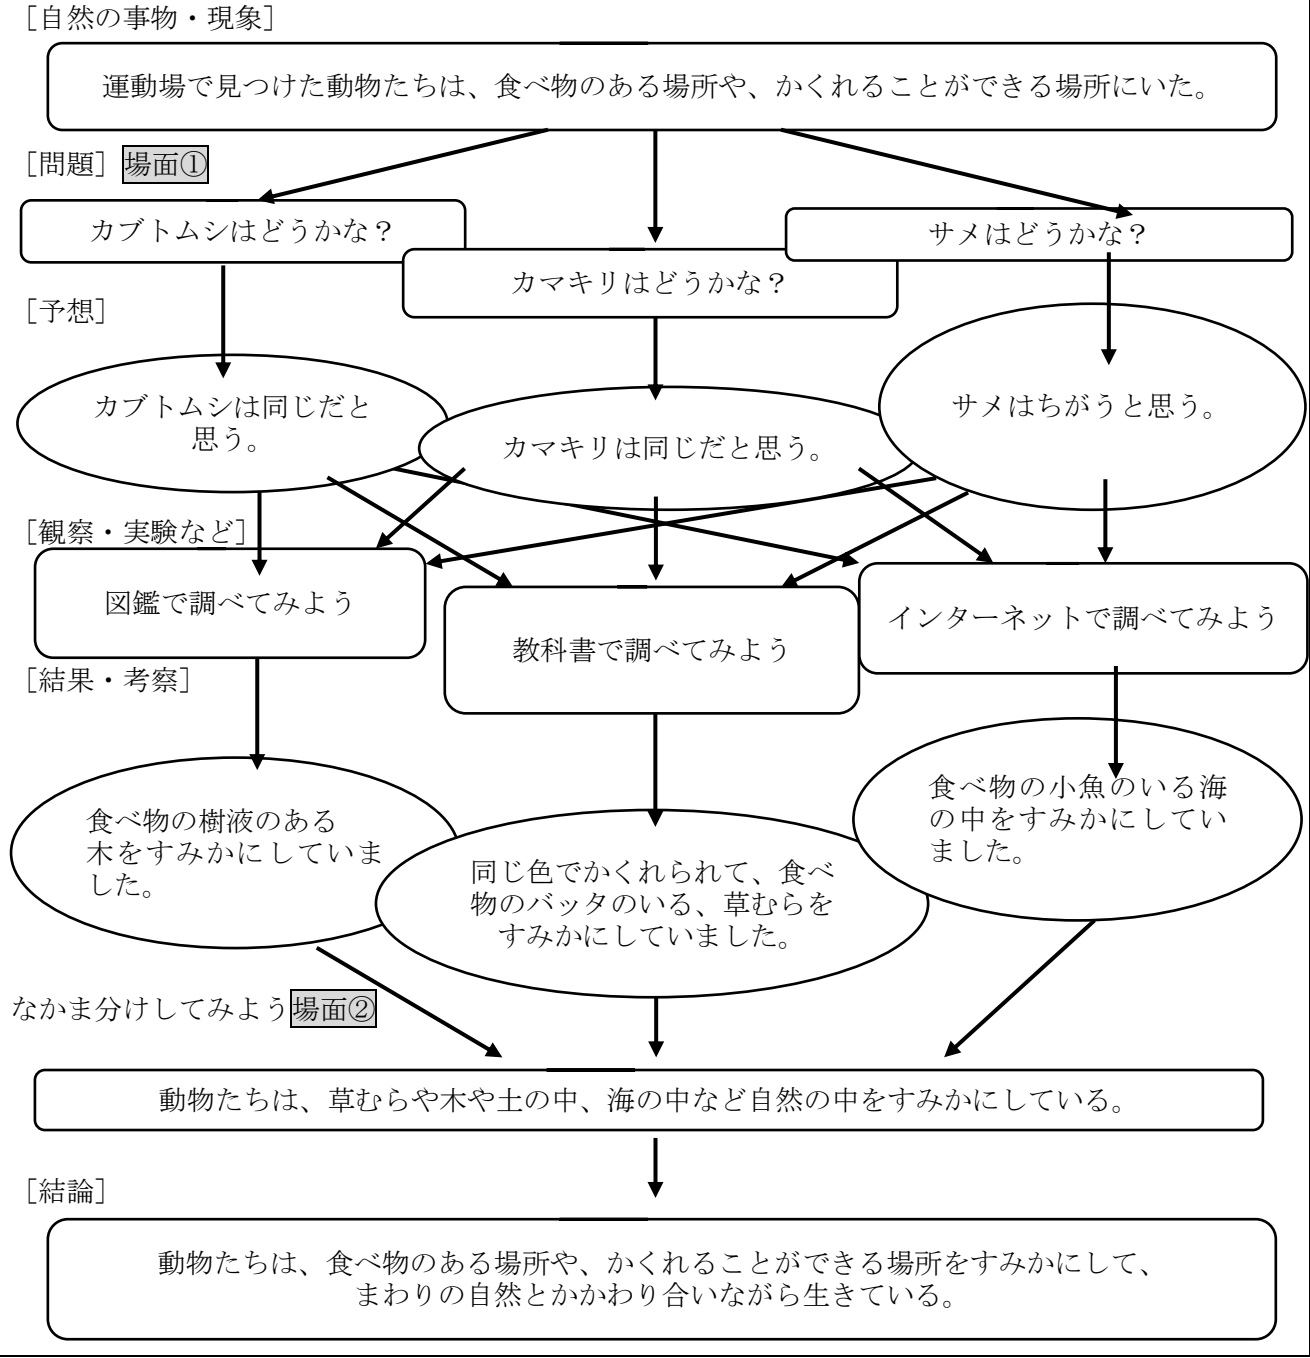 ［自然の事物・現象］
運動場で見つけた動物たちは、食べ物のある場所や、かくれることができる場所にいた。
［問題］場面①
カブトムシはどうかな？
サメはどうかな？
カマキリはどうかな？
［予想］
カブトムシは同じだと
思う。
カマキリは同じだと思う。
サメはちがうと思う。
［観察・実験など］
図鑑で調べてみよう
教科書で調べてみよう
インターネットで調べてみよう
［結果・考察］
食べ物の樹液のある
木をすみかにしていま
した。
同じ色でかくれられて、食べ
物のバッタのいる、草むらを
すみかにしていました。
食べ物の小魚のいる海
の中をすみかにしてい
ました。
なかま分けしてみよう場面②
動物たちは、草むらや木や土の中、海の中など自然の中をすみかにしている。
［結論］
動物たちは、食べ物のある場所や、かくれることができる場所をすみかにして、
まわりの自然とかかわり合いながら生きている。